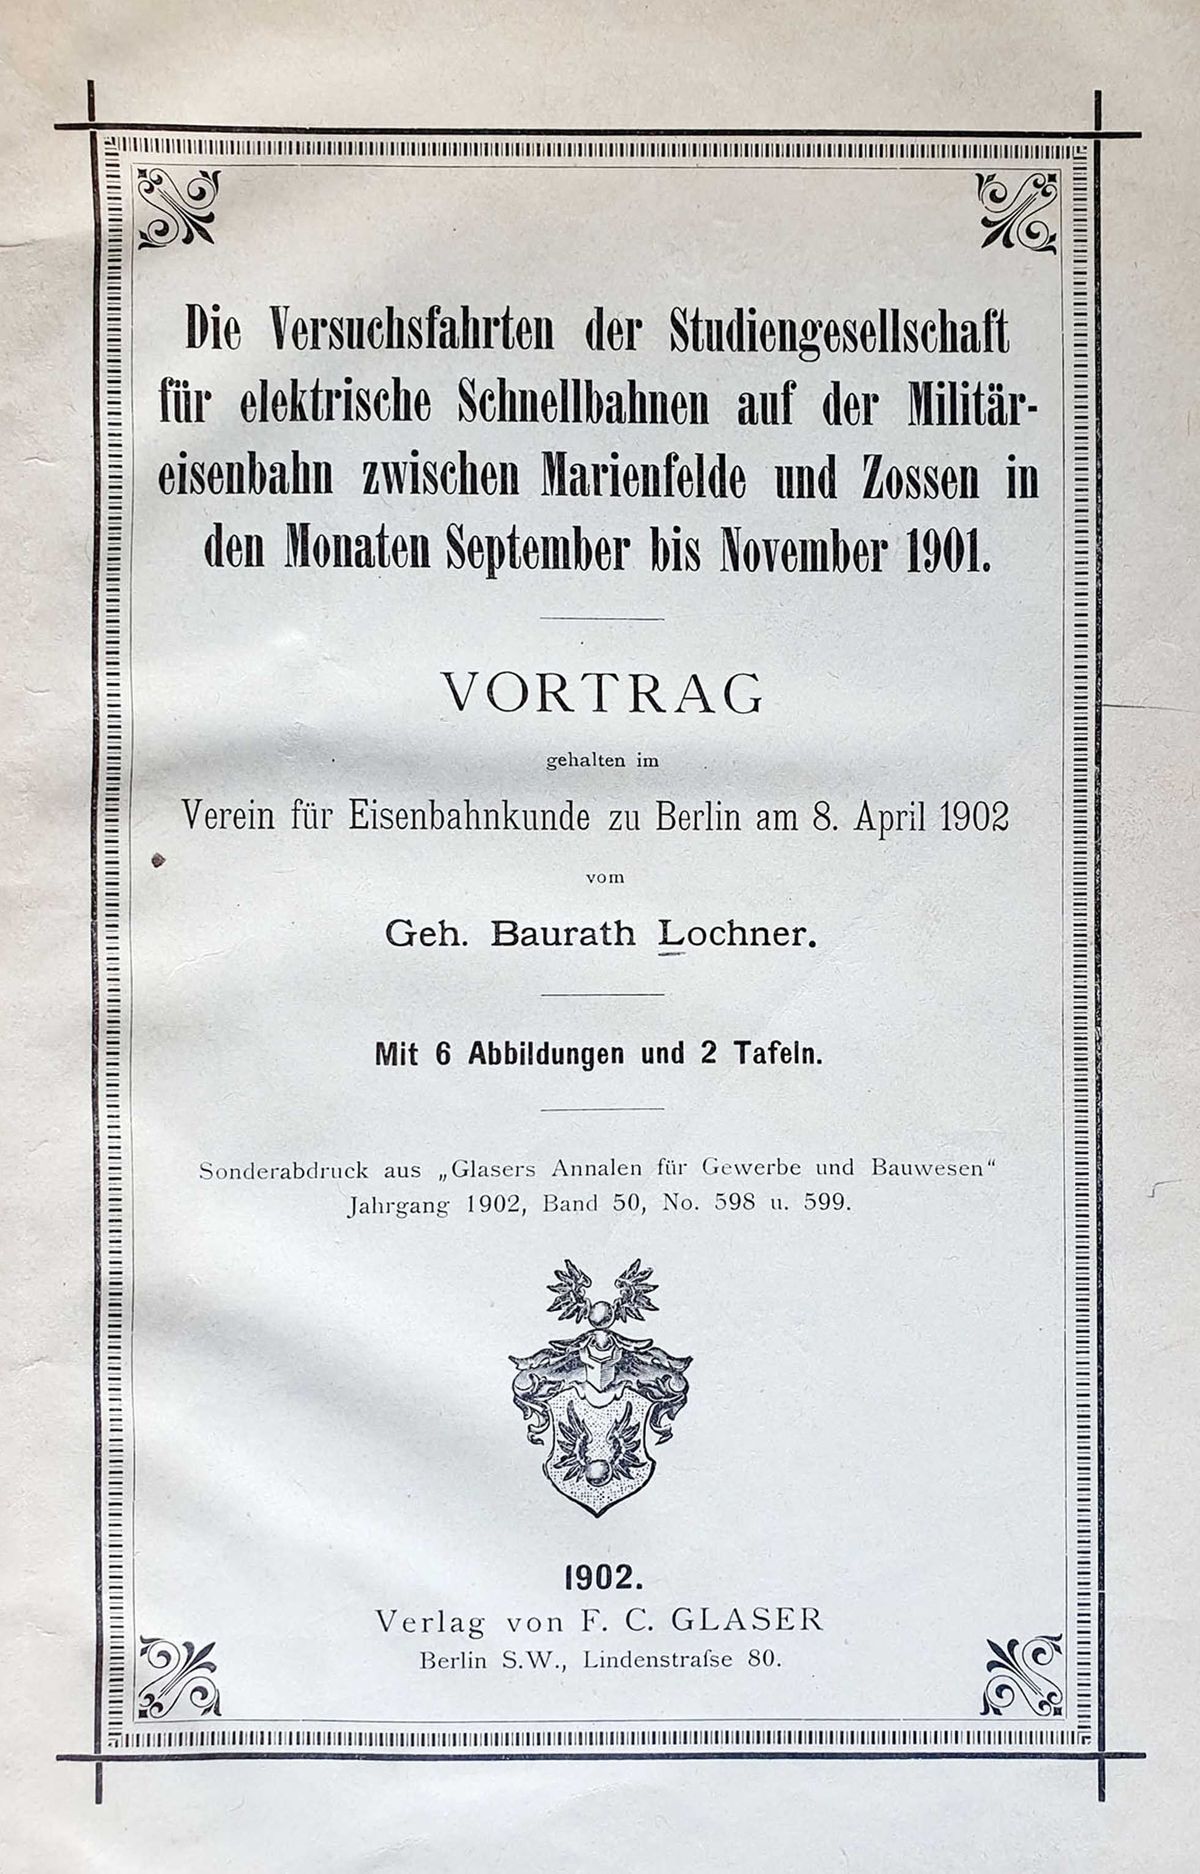 Die Versuchsfahrten der Studiengesellschaft
für elektrische Schnellbahnen auf der Militär-
eisenbahn zwischen Marienfelde und Zossen in
den Monaten September bis November 1901.
VORTRAG
gehalten im
Verein für Eisenbahnkunde zu Berlin am 8. April 1902
vom
Geh. Baurath Lochner.
Mit 6 Abbildungen und 2 Tafeln.
Sonderabdruck aus „Glasers Annalen für Gewerbe und Bauwesen“
Jahrgang 1902, Band 50, No. 598 u. 599.
1902.
Verlag von F. C. GLASER
Berlin S.W., Lindenstraſse 80.